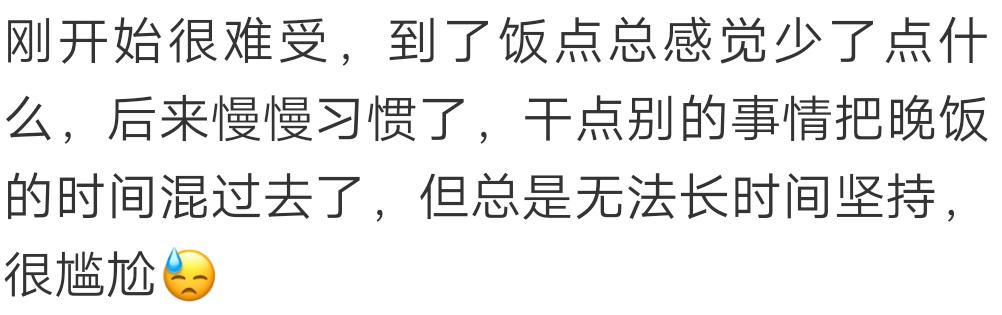 刚开始很难受，到了饭点总感觉少了点什
么，后来慢慢习惯了，干点别的事情把晚饭
的时间混过去了，但总是无法长时间坚持，
很尴尬😓